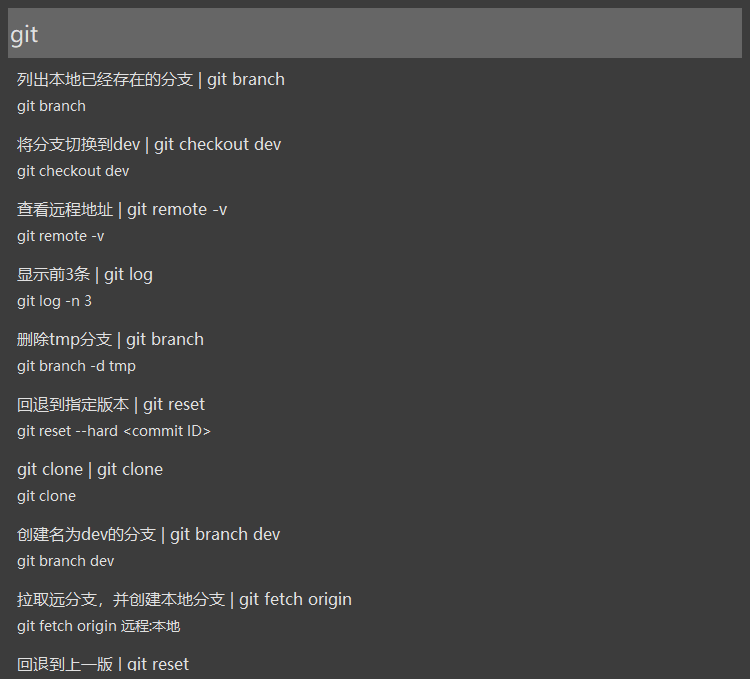 git
列出本地已经存在的分支 | git branch
git branch
将分支切换到dev | git checkout dev
git checkout dev
查看远程地址 | git remote -v
git remote -v
显示前3条 | git log
git log -n 3
删除tmp分支 | git branch
git branch -d tmp
回退到指定版本 | git reset
git reset --hard <commit ID>
git clone | git clone
git clone
创建名为dev的分支 | git branch dev
git branch dev
拉取远分支，并创建本地分支 | git fetch origin
git fetch origin 远程:本地
回退到上一版 | git reset